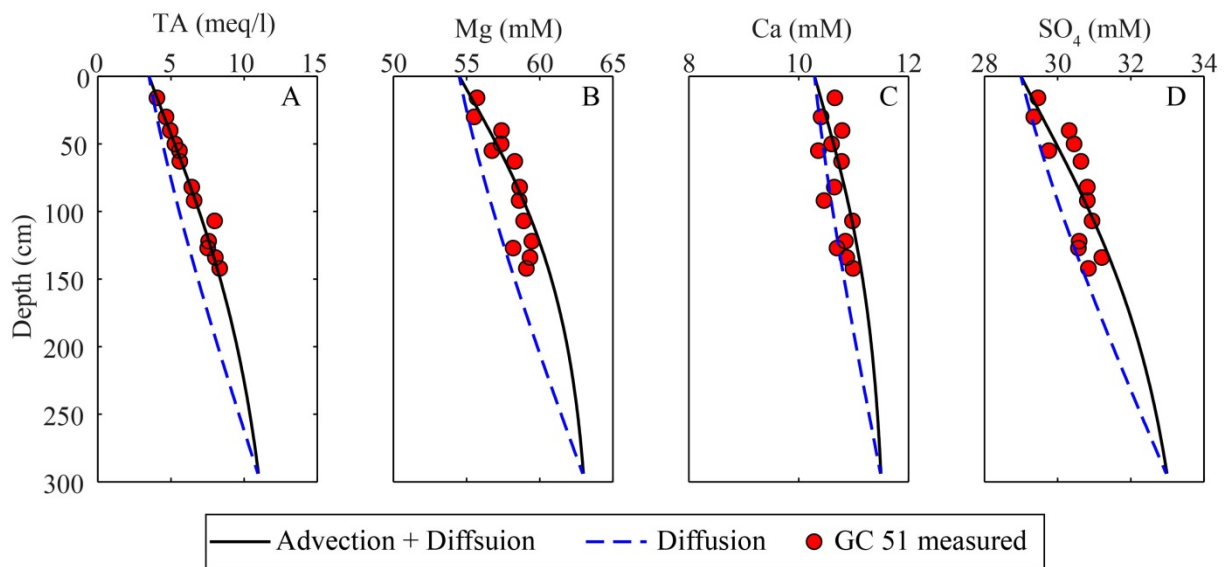 TA (meq/l) Mg (mM) Ca (mM) SO₄ (mM)
0 5 10 15 50 55 60 65 8 10 12 28 30 32 34
0 A B C D
50
100
150
200
250
300
Depth (cm)
Advection + Diffsuion Diffusion GC 51 measured